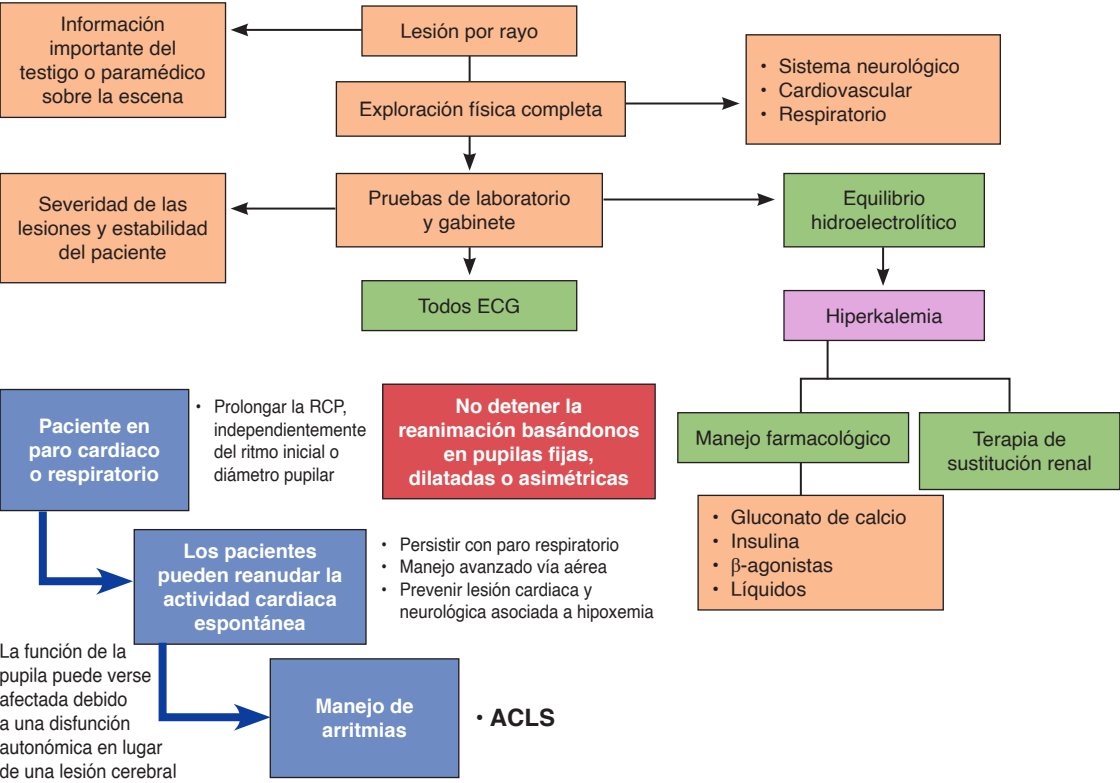 Información
importante del
testigo o paramédico
sobre la escena
Lesión por rayo
Exploración física completa
• Sistema neurológico
• Cardiovascular
• Respiratorio
Severidad de las
lesiones y estabilidad
del paciente
Pruebas de laboratorio
y gabinete
Equilibrio
hidroelectrolítico
Todos ECG
Hiperkalemia
Manejo farmacológico
Terapia de
sustitución renal
• Gluconato de calcio
• Insulina
• β-agonistas
• Líquidos
Paciente en
paro cardiaco
o respiratorio
• Prolongar la RCP,
independientemente
del ritmo inicial o
diámetro pupilar
No detener la
reanimación basándonos
en pupilas fijas,
dilatadas o asimétricas
Los pacientes
pueden reanudar la
actividad cardiaca
espontánea
• Persistir con paro respiratorio
• Manejo avanzado vía aérea
• Prevenir lesión cardiaca y
neurológica asociada a hipoxemia
La función de la
pupila puede verse
afectada debido
a una disfunción
autonómica en lugar
de una lesión cerebral
Manejo de
arritmias
• ACLS